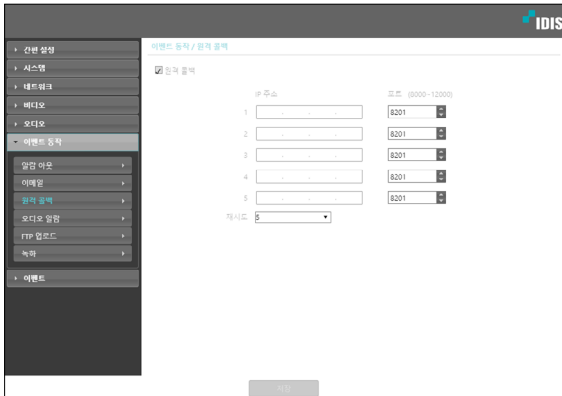 IDIS
간편 설정
시스템
네트워크
비디오
오디오
이벤트 동작
알람 아웃
이메일
원격 콜백
오디오 알람
FTP 업로드
녹화
이벤트
이벤트 동작 / 원격 콜백
원격 콜백
IP 주소 포트 (8000~12000)
1 8201
2 8201
3 8201
4 8201
5 8201
재시도 5
저장